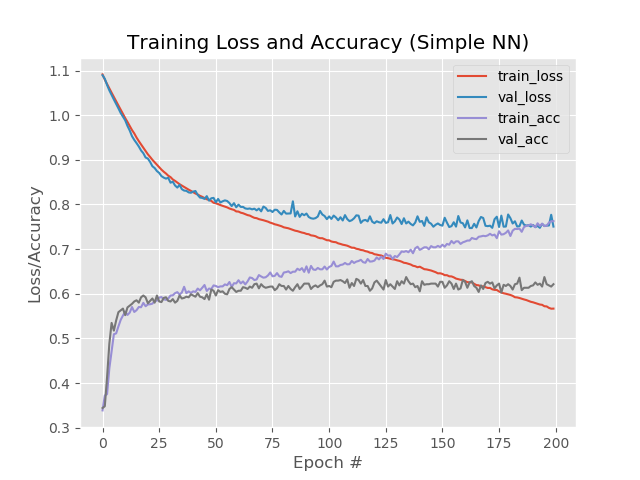 Training Loss and Accuracy (Simple NN)
train_loss
val_loss
train_acc
val_acc
Loss/Accuracy
1.1
1.0
0.9
0.8
0.7
0.6
0.5
0.4
0.3
0 25 50 75 100 125 150 175 200
Epoch #